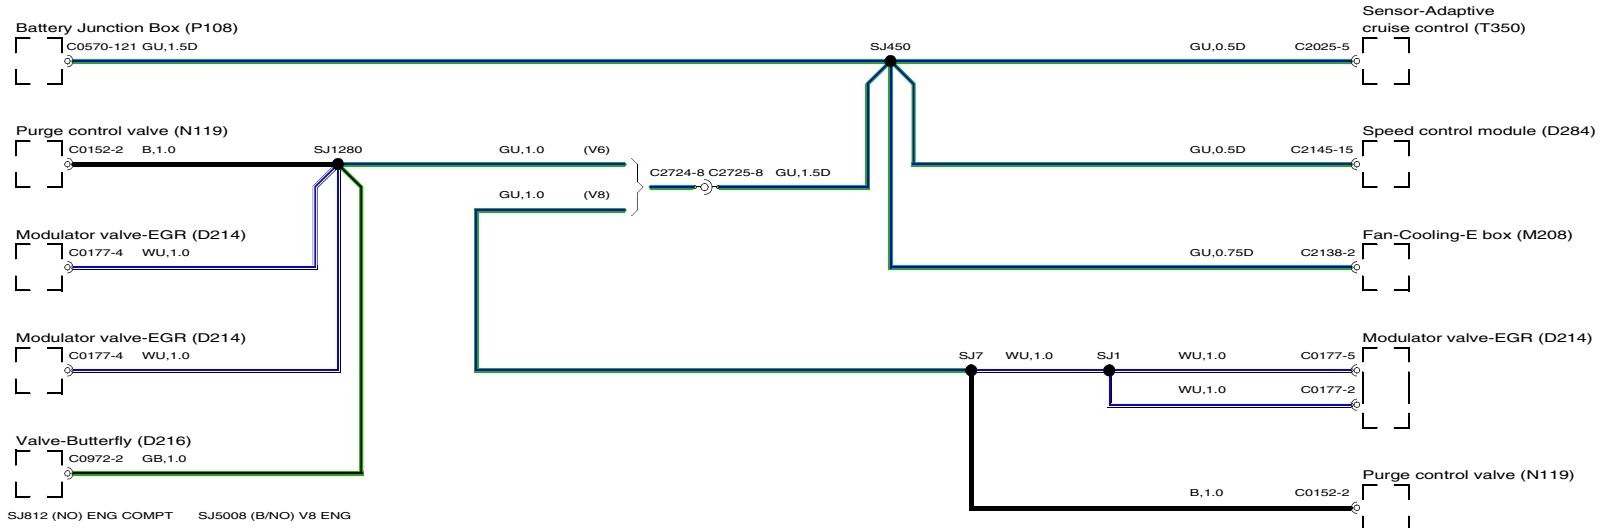 Sensor-Adaptive
Battery Junction Box (P108)
cruise control (T350)
C0570-121 GU,1.5D
SJ450
GU,0.5D
C2025-5
Purge control valve (N119)
Speed control module (D284)
C0152-2 B,1.0
SJ1280
GU,1.0 (V6)
GU,0.5D
C2145-15
C2724-8 C2725-8 GU,1.5D
GU,1.0 (V8)
Modulator valve-EGR (D214)
Fan-Cooling-E box (M208)
C0177-4 WU,1.0
GU,0.75D
C2138-2
Modulator valve-EGR (D214)
Modulator valve-EGR (D214)
C0177-4 WU,1.0
SJ7 WU,1.0 SJ1
WU,1.0
C0177-5
WU,1.0
C0177-2
Valve-Butterfly (D216)
C0972-2 GB,1.0
Purge control valve (N119)
B,1.0
C0152-2
SJ812 (NO) ENG COMPT SJ5008 (B/NO) V8 ENG